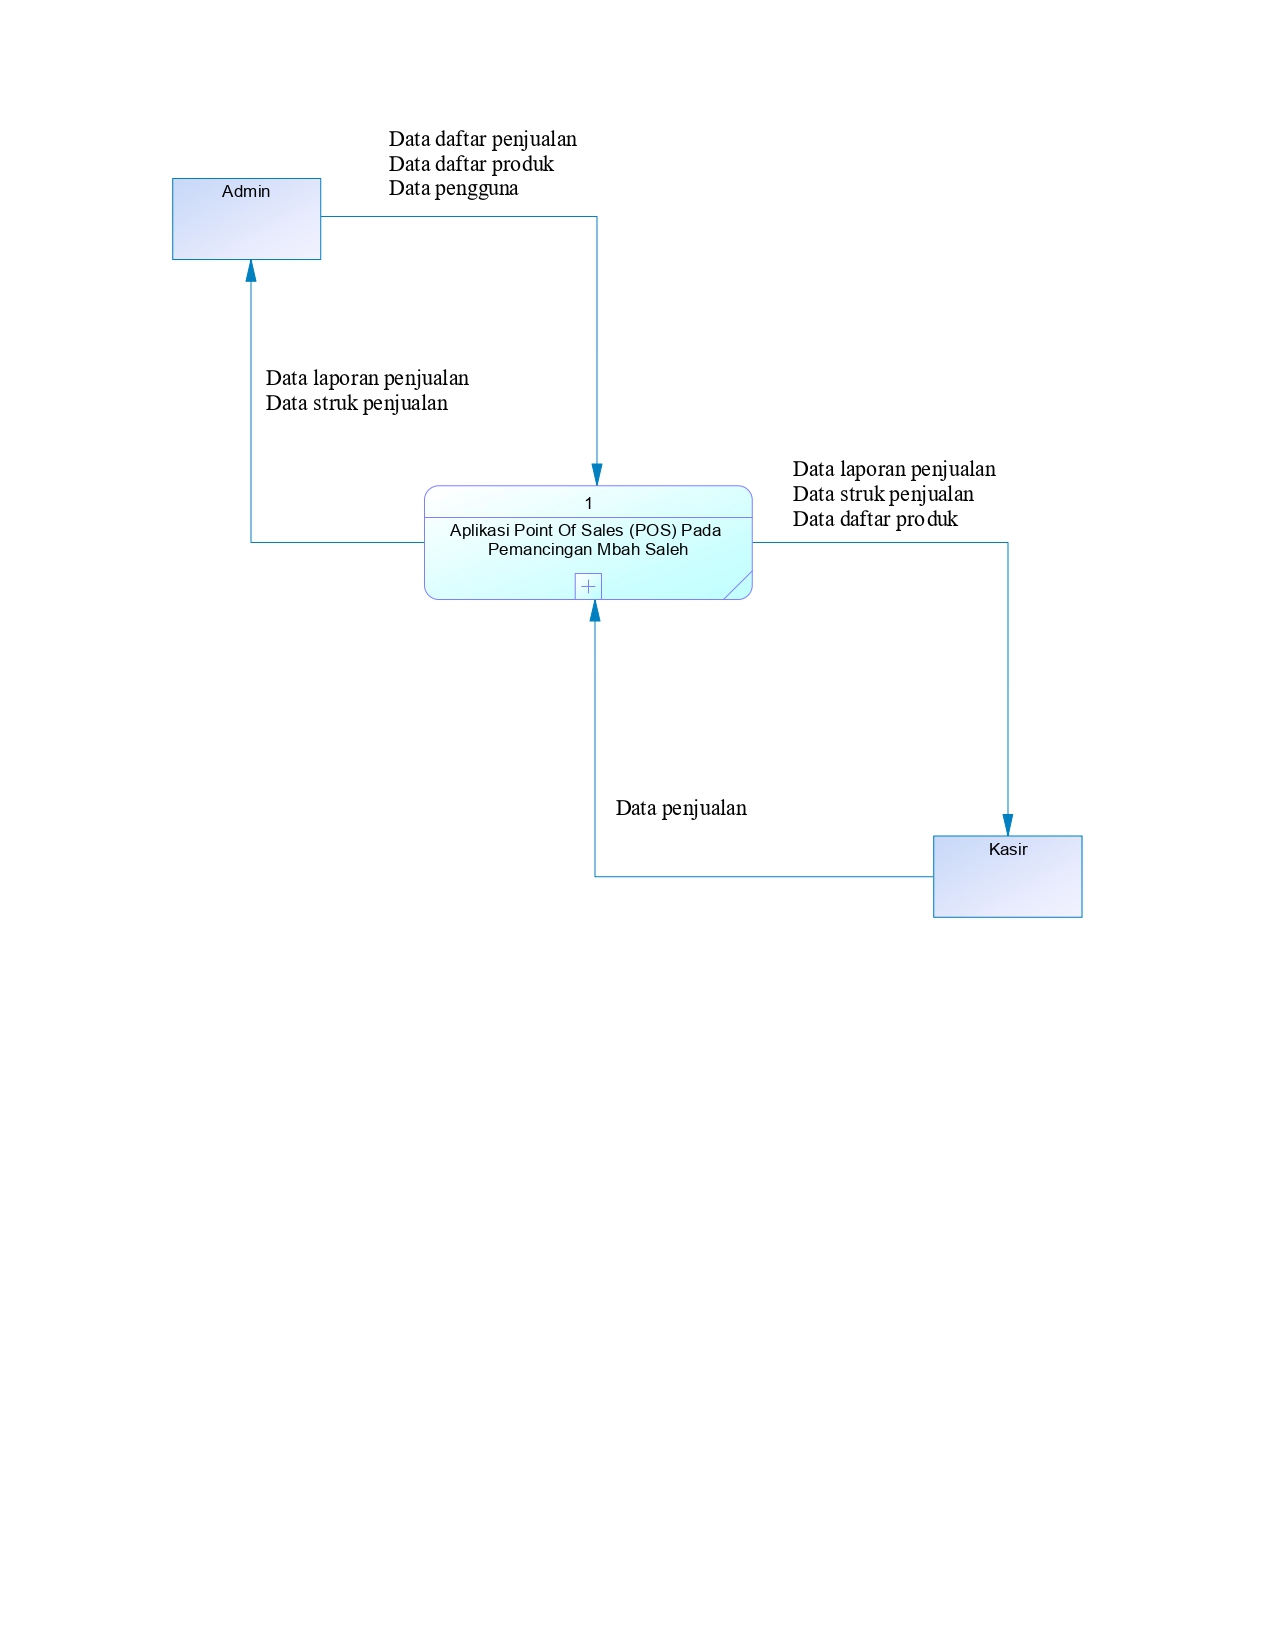 Data daftar penjualan
Data daftar produk
Data pengguna
Admin
Data laporan penjualan
Data struk penjualan
Data laporan penjualan
Data struk penjualan
Data daftar produk
1
Aplikasi Point Of Sales (POS) Pada
Pemancingan Mbah Saleh
Data penjualan
Kasir